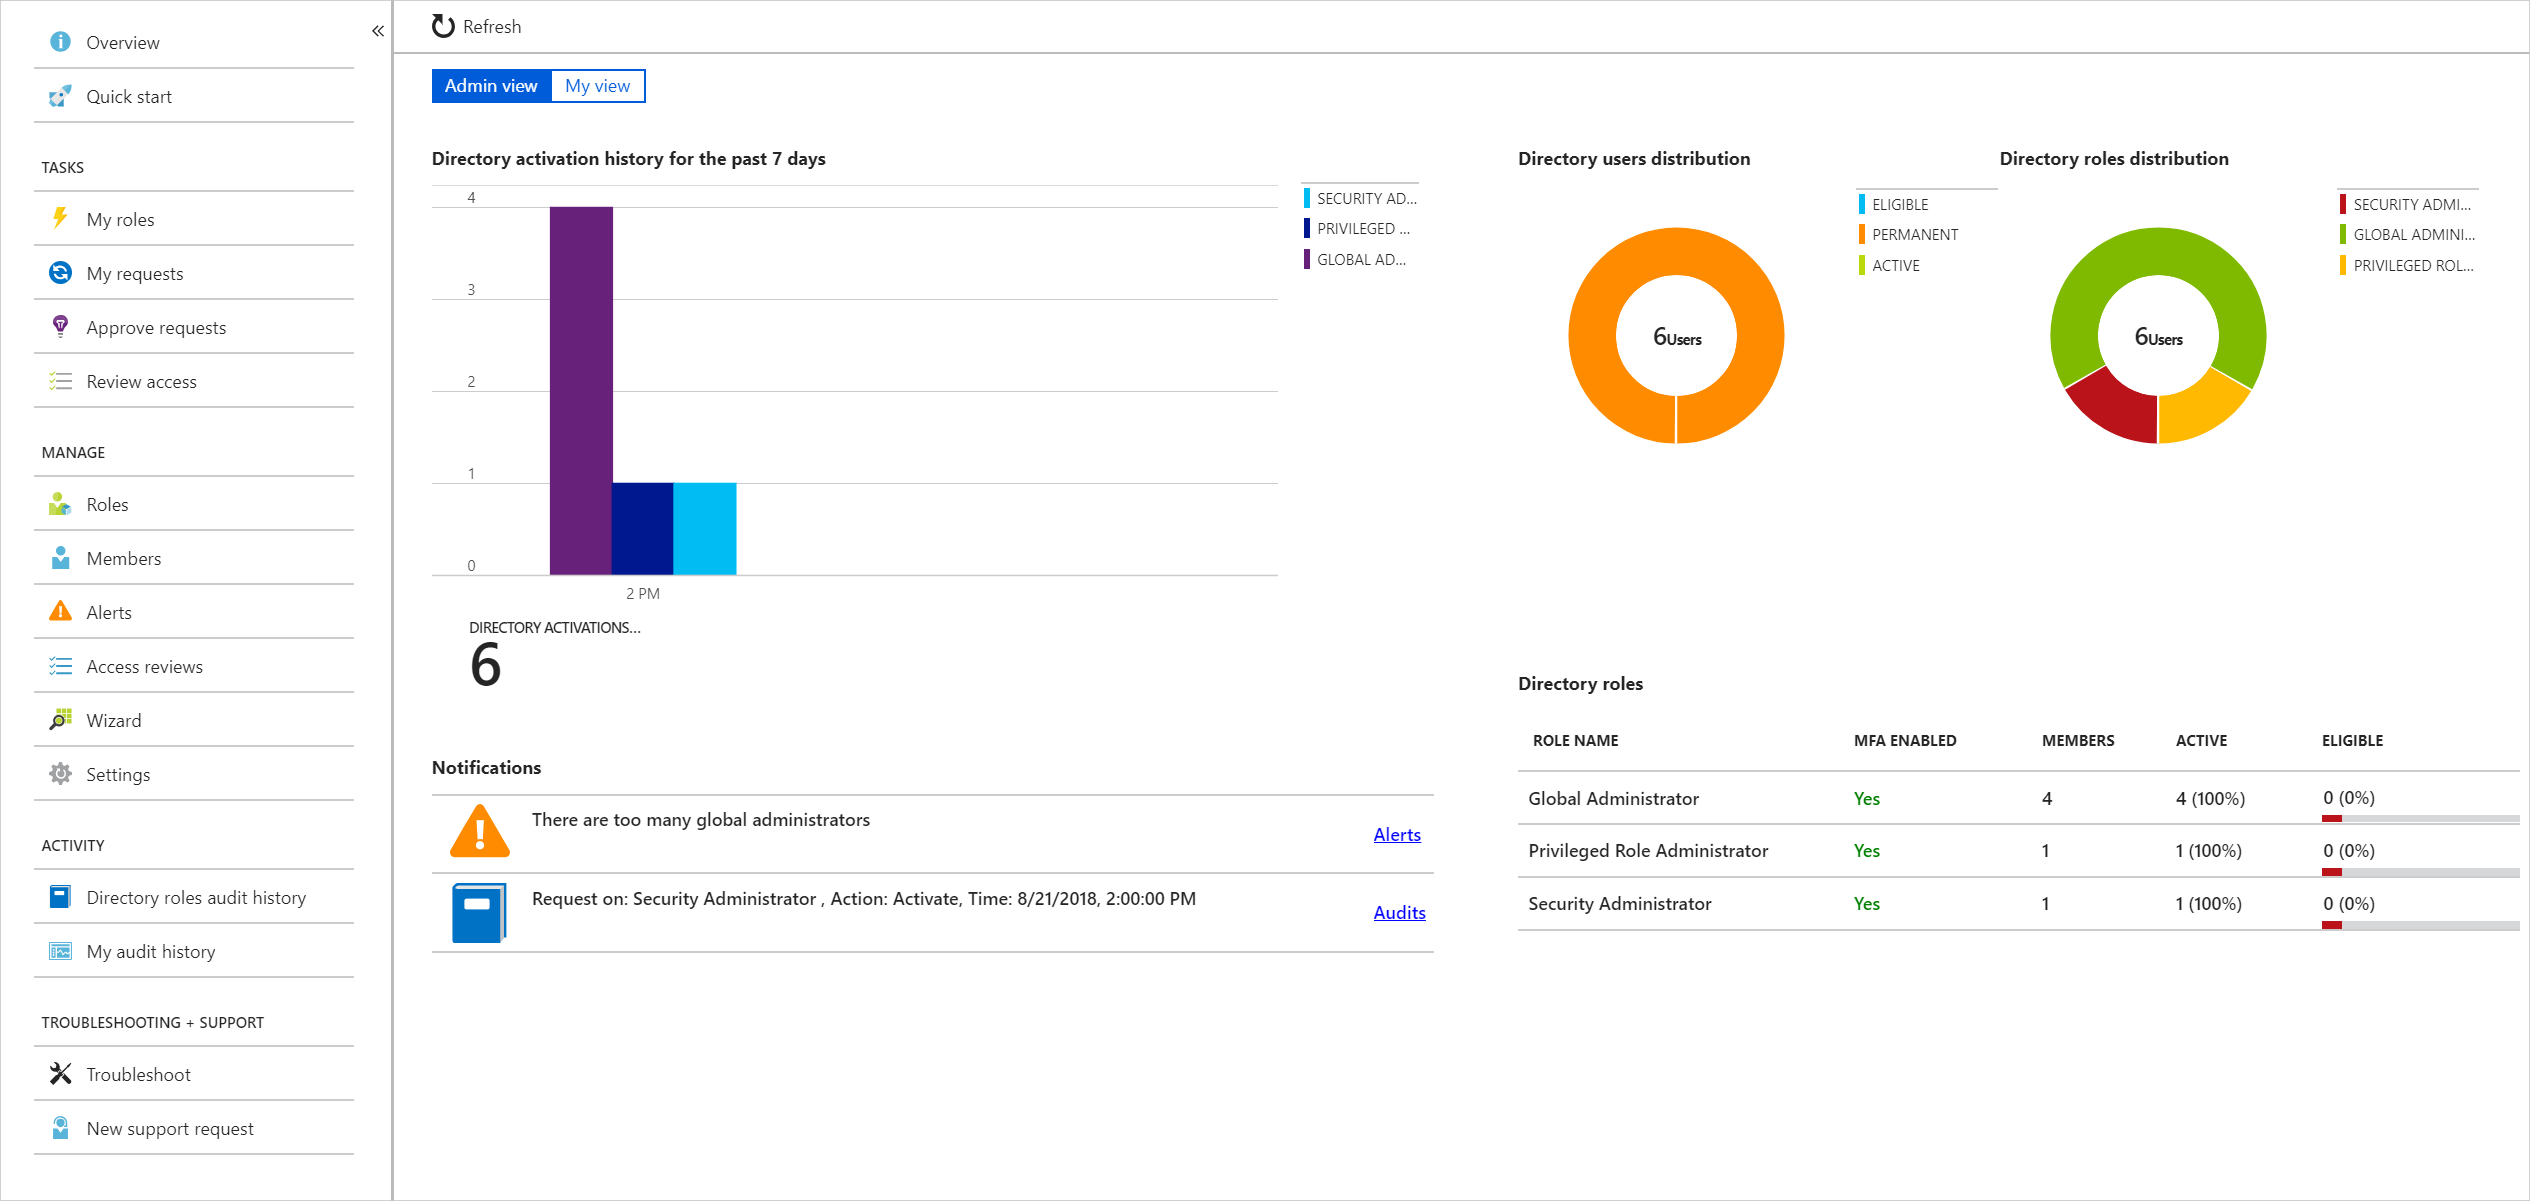 Overview
Quick start
TASKS
My roles
My requests
Approve requests
Review access
MANAGE
Roles
Members
Alerts
Access reviews
Wizard
Settings
ACTIVITY
Directory roles audit history
My audit history
TROUBLESHOOTING + SUPPORT
Troubleshoot
New support request
«
Refresh
Admin view
My view
Directory activation history for the past 7 days
4
3
2
1
0
2 PM
SECURITY AD...
PRIVILEGED ...
GLOBAL AD...
DIRECTORY ACTIVATIONS...
6
Directory users distribution
6Users
ELIGIBLE
PERMANENT
ACTIVE
Directory roles distribution
6Users
SECURITY ADMI...
GLOBAL ADMINI...
PRIVILEGED ROL...
Notifications
There are too many global administrators
Alerts
Request on: Security Administrator , Action: Activate, Time: 8/21/2018, 2:00:00 PM
Audits
Directory roles
ROLE NAME MFA ENABLED MEMBERS ACTIVE ELIGIBLE
Global Administrator Yes 4 4 (100%) 0 (0%)
Privileged Role Administrator Yes 1 1 (100%) 0 (0%)
Security Administrator Yes 1 1 (100%) 0 (0%)